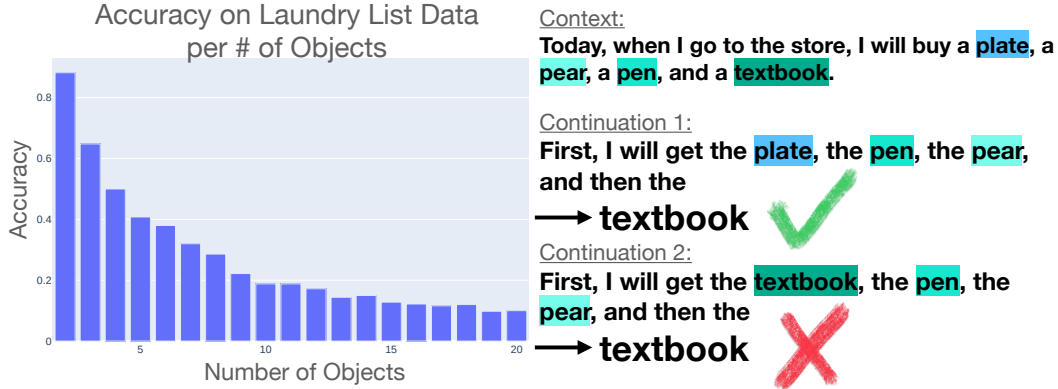 Accuracy on Laundry List Data
per # of Objects
Accuracy
0.8
0.6
0.4
0.2
0
5
10
15
20
Number of Objects
Context:
Today, when I go to the store, I will buy a plate, a
pear, a pen, and a textbook.
Continuation 1:
First, I will get the plate, the pen, the pear,
and then the
textbook
Continuation 2:
First, I will get the textbook, the pen, the
pear, and then the
textbook